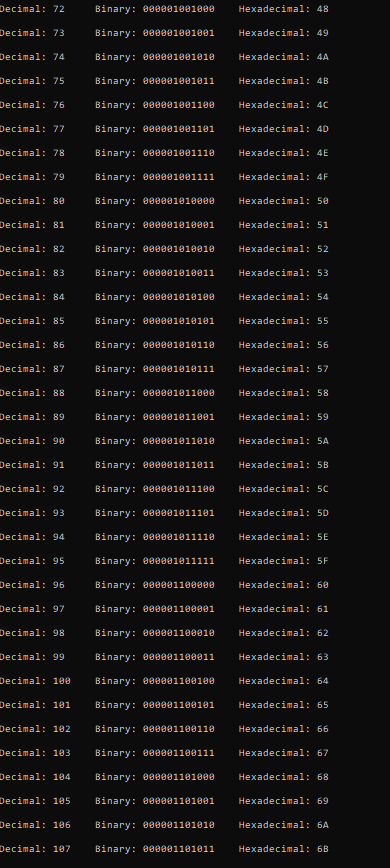 Decimal: 72 Binary: 000001001000 Hexadecimal: 48
Decimal: 73 Binary: 000001001001 Hexadecimal: 49
Decimal: 74 Binary: 000001001010 Hexadecimal: 4A
Decimal: 75 Binary: 000001001011 Hexadecimal: 4B
Decimal: 76 Binary: 000001001100 Hexadecimal: 4C
Decimal: 77 Binary: 000001001101 Hexadecimal: 4D
Decimal: 78 Binary: 000001001110 Hexadecimal: 4E
Decimal: 79 Binary: 000001001111 Hexadecimal: 4F
Decimal: 80 Binary: 000001010000 Hexadecimal: 50
Decimal: 81 Binary: 000001010001 Hexadecimal: 51
Decimal: 82 Binary: 000001010010 Hexadecimal: 52
Decimal: 83 Binary: 000001010011 Hexadecimal: 53
Decimal: 84 Binary: 000001010100 Hexadecimal: 54
Decimal: 85 Binary: 000001010101 Hexadecimal: 55
Decimal: 86 Binary: 000001010110 Hexadecimal: 56
Decimal: 87 Binary: 000001010111 Hexadecimal: 57
Decimal: 88 Binary: 000001011000 Hexadecimal: 58
Decimal: 89 Binary: 000001011001 Hexadecimal: 59
Decimal: 90 Binary: 000001011010 Hexadecimal: 5A
Decimal: 91 Binary: 000001011011 Hexadecimal: 5B
Decimal: 92 Binary: 000001011100 Hexadecimal: 5C
Decimal: 93 Binary: 000001011101 Hexadecimal: 5D
Decimal: 94 Binary: 000001011110 Hexadecimal: 5E
Decimal: 95 Binary: 000001011111 Hexadecimal: 5F
Decimal: 96 Binary: 000001100000 Hexadecimal: 60
Decimal: 97 Binary: 000001100001 Hexadecimal: 61
Decimal: 98 Binary: 000001100010 Hexadecimal: 62
Decimal: 99 Binary: 000001100011 Hexadecimal: 63
Decimal: 100 Binary: 000001100100 Hexadecimal: 64
Decimal: 101 Binary: 000001100101 Hexadecimal: 65
Decimal: 102 Binary: 000001100110 Hexadecimal: 66
Decimal: 103 Binary: 000001100111 Hexadecimal: 67
Decimal: 104 Binary: 000001101000 Hexadecimal: 68
Decimal: 105 Binary: 000001101001 Hexadecimal: 69
Decimal: 106 Binary: 000001101010 Hexadecimal: 6A
Decimal: 107 Binary: 000001101011 Hexadecimal: 6B